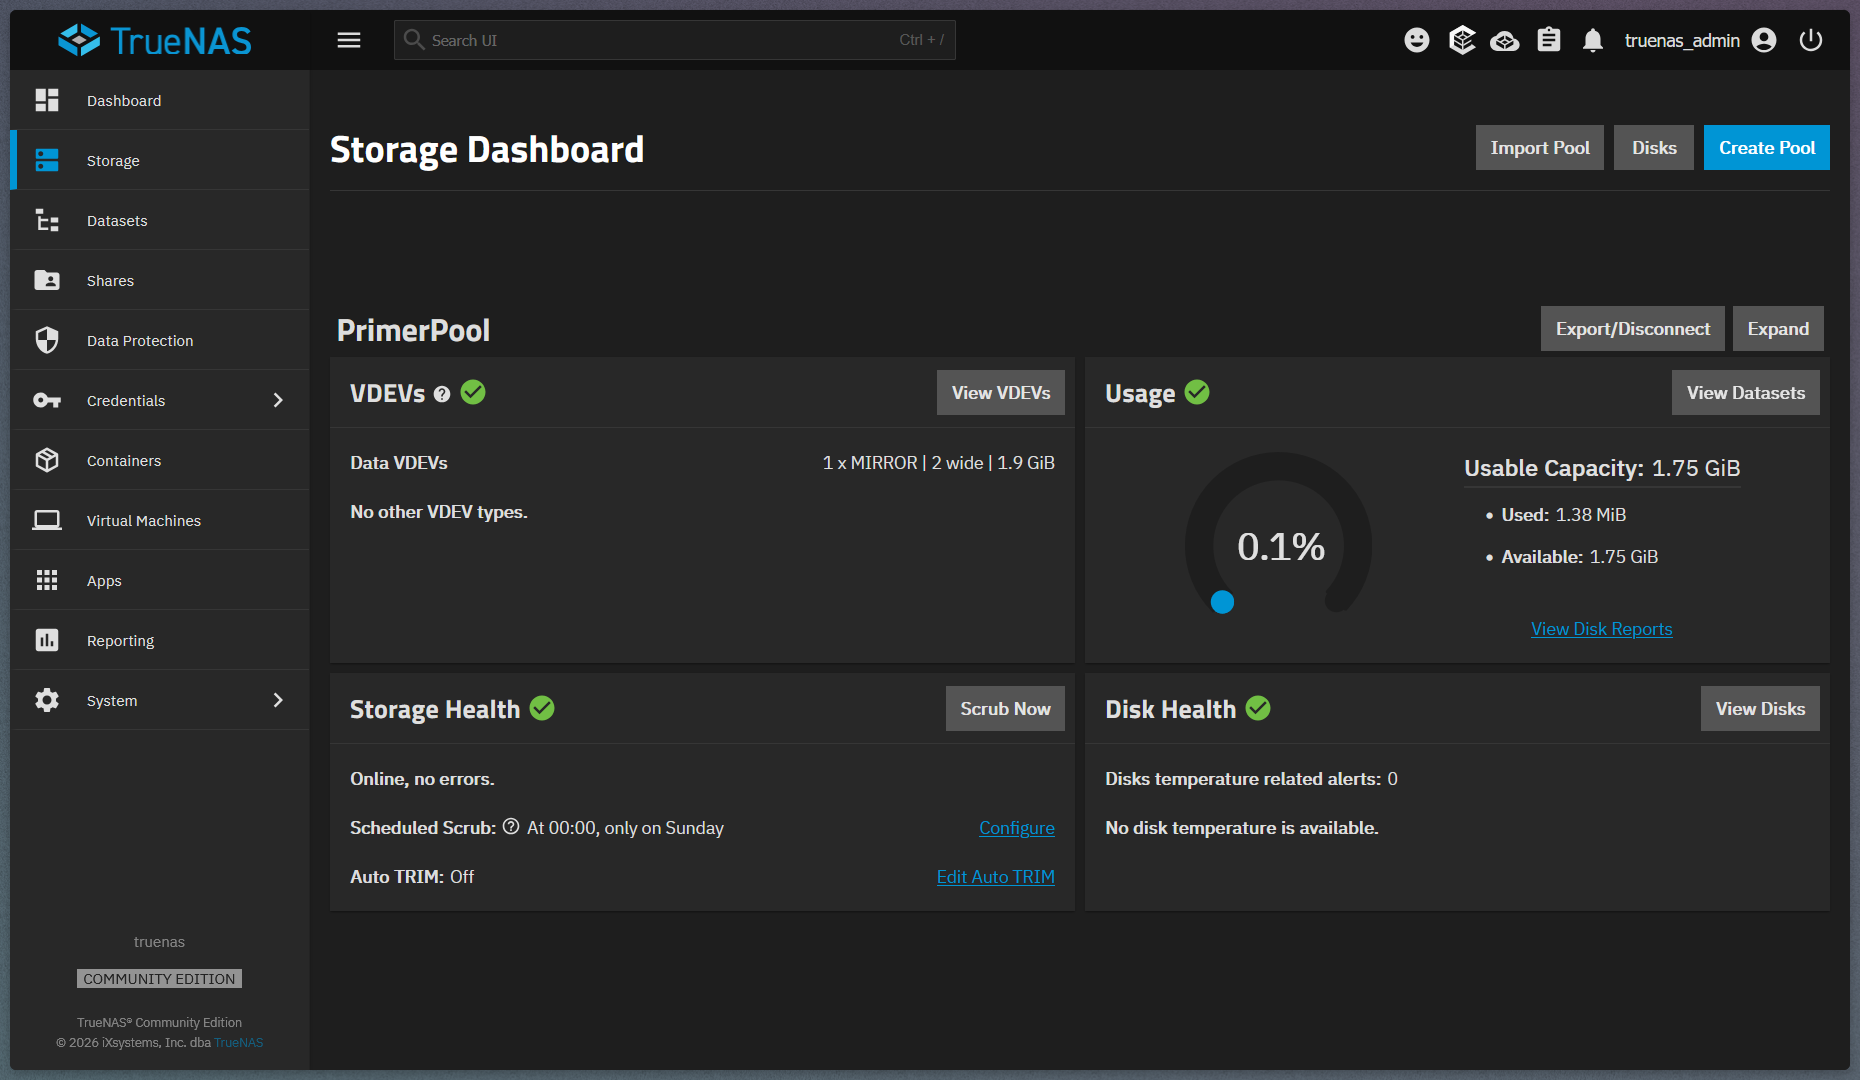 TrueNAS
Search UI
Ctrl + /
truenas_admin
Dashboard
Storage
Datasets
Shares
Data Protection
Credentials
Containers
Virtual Machines
Apps
Reporting
System
truenas
COMMUNITY EDITION
TrueNAS® Community Edition
© 2026 iXsystems, Inc. dba TrueNAS
Storage Dashboard
Import Pool
Disks
Create Pool
PrimerPool
Export/Disconnect
Expand
VDEVs
View VDEVs
Data VDEVs
1 x MIRROR | 2 wide | 1.9 GiB
No other VDEV types.
Usage
View Datasets
0.1%
Usable Capacity: 1.75 GiB
• Used: 1.38 MiB
• Available: 1.75 GiB
View Disk Reports
Storage Health
Scrub Now
Online, no errors.
Scheduled Scrub: At 00:00, only on Sunday
Configure
Auto TRIM: Off
Edit Auto TRIM
Disk Health
View Disks
Disks temperature related alerts: 0
No disk temperature is available.